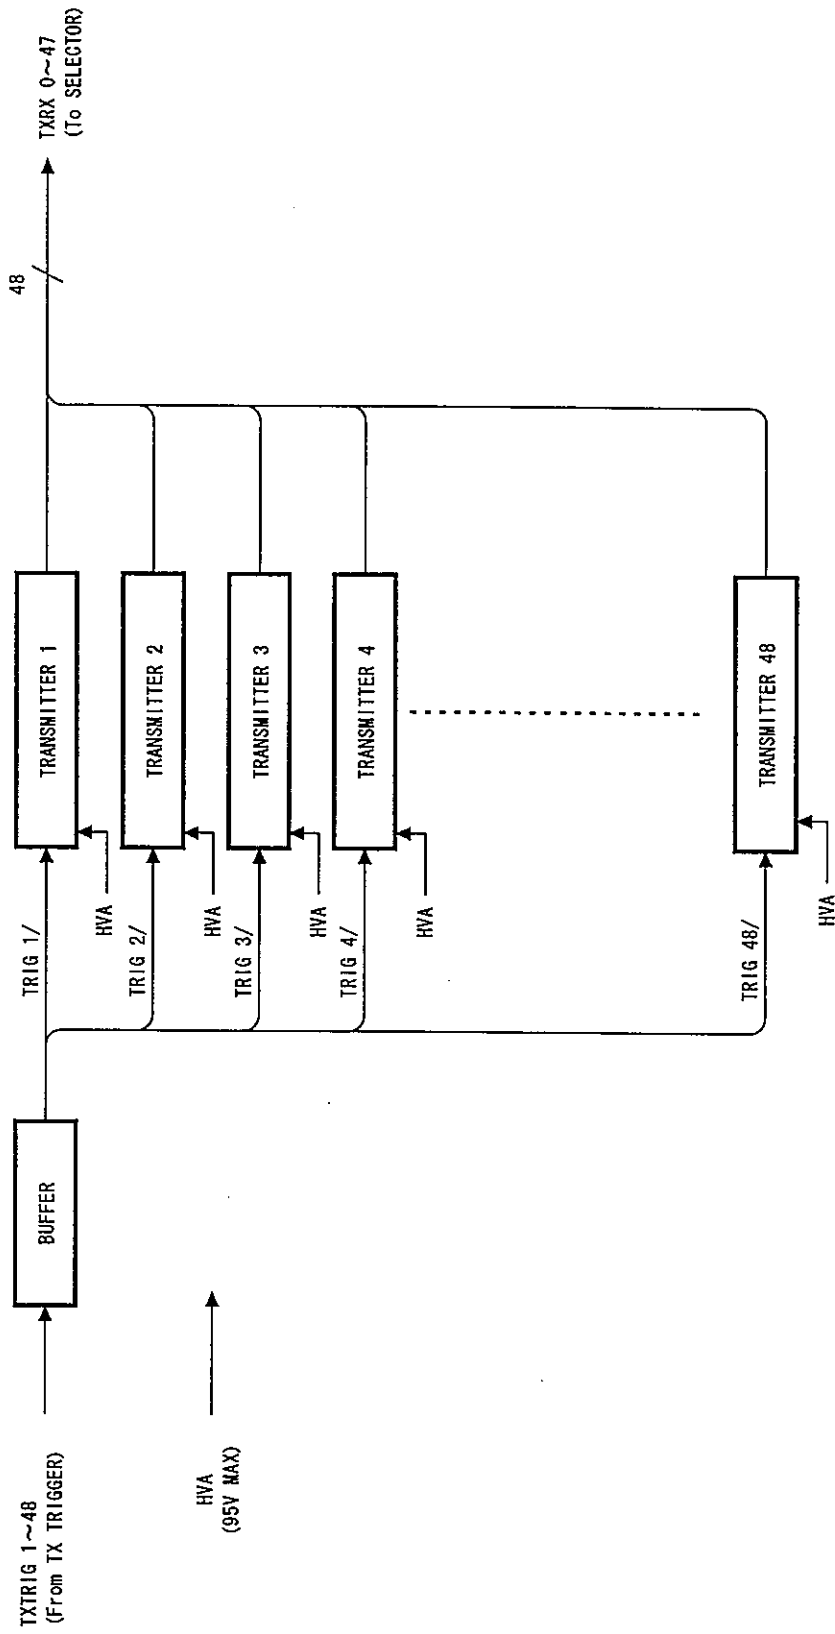 TXTRIG 1～48
(From TX TRIGGER)
BUFFER
HVA
(95V MAX)
TRIG 1/
HVA
TRANSMITTER 1
TRIG 2/
HVA
TRANSMITTER 2
TRIG 3/
HVA
TRANSMITTER 3
TRIG 4/
HVA
TRANSMITTER 4
TRIG 48/
HVA
TRANSMITTER 48
48
TXRX 0～47
(To SELECTOR)